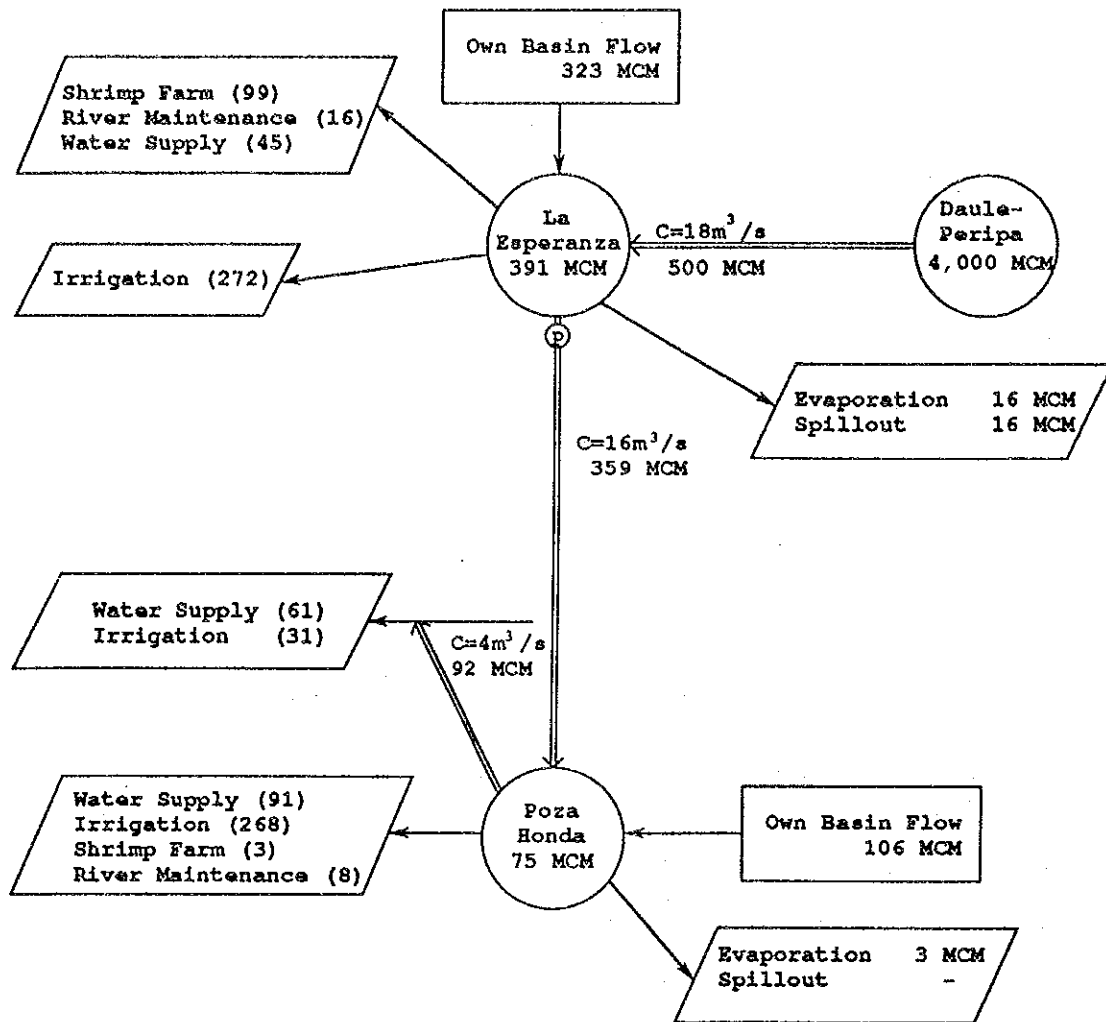 Own Basin Flow
323 MCM
Shrimp Farm (99)
River Maintenance (16)
Water Supply (45)
La
Esperanza
391 MCM
C=18m³/s
500 MCM
Daule-
Peripa
4,000 MCM
Irrigation (272)
P
Evaporation 16 MCM
Spillout 16 MCM
C=16m³/s
359 MCM
Water Supply (61)
Irrigation (31)
C=4m³/s
92 MCM
Water Supply (91)
Irrigation (268)
Shrimp Farm (3)
River Maintenance (8)
Poza
Honda
75 MCM
Own Basin Flow
106 MCM
Evaporation 3 MCM
Spillout -